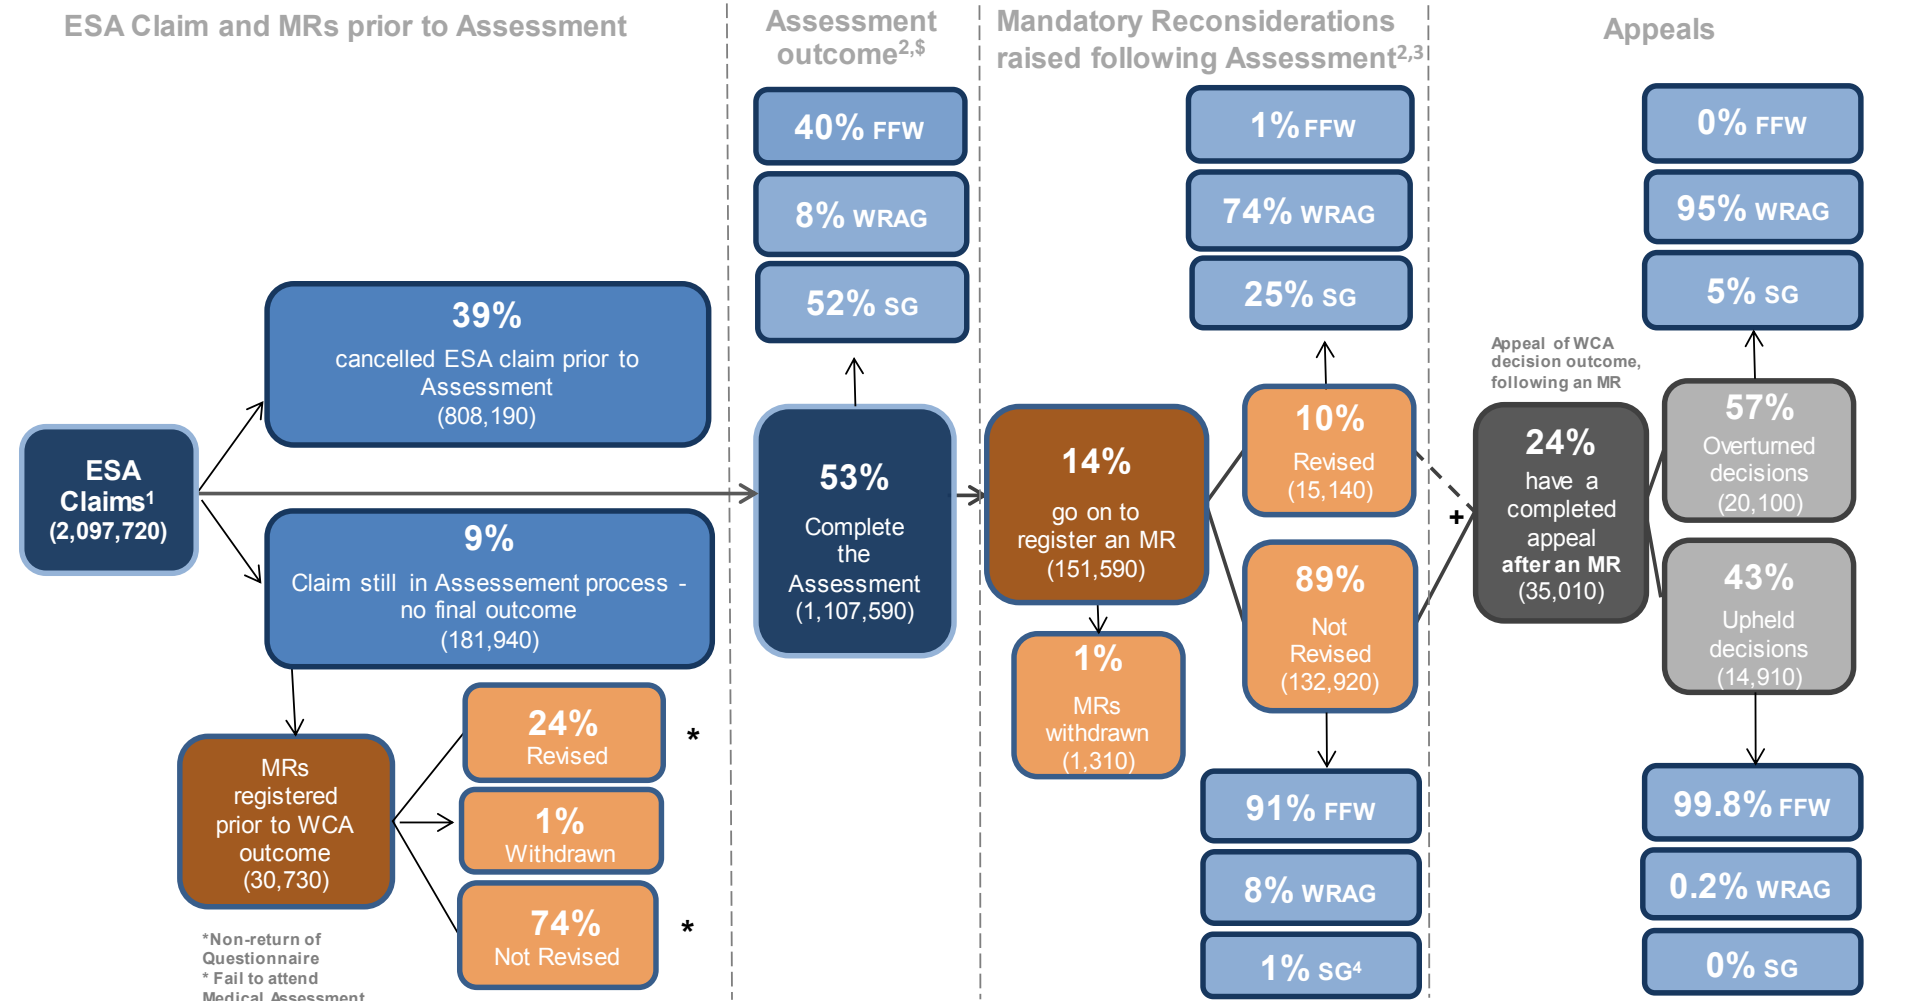 ESA Claim and MRs prior to Assessment
Assessment
outcome2,$
Mandatory Reconsiderations
raised following Assessment2,3
Appeals
40% FFW
8% WRAG
52% SG
1% FFW
74% WRAG
25% SG
0% FFW
95% WRAG
5% SG
39%
cancelled ESA claim prior to
Assessment
(808,190)
ESA
Claims1
(2,097,720)
9%
Claim still in Assessement process -
no final outcome
(181,940)
53%
Complete
the
Assessment
(1,107,590)
14%
go on to
register an MR
(151,590)
10%
Revised
(15,140)
89%
Not
Revised
(132,920)
1%
MRs
withdrawn
(1,310)
+
Appeal of WCA
decision outcome,
following an MR
24%
have a
completed
appeal
after an MR
(35,010)
57%
Overturned
decisions
(20,100)
43%
Upheld
decisions
(14,910)
MRs
registered
prior to WCA
outcome
(30,730)
24%
Revised
*
1%
Withdrawn
74%
Not Revised
*
*Non-return of
Questionnaire
* Fail to attend
Medical Assessment
91% FFW
8% WRAG
1% SG4
99.8% FFW
0.2% WRAG
0% SG